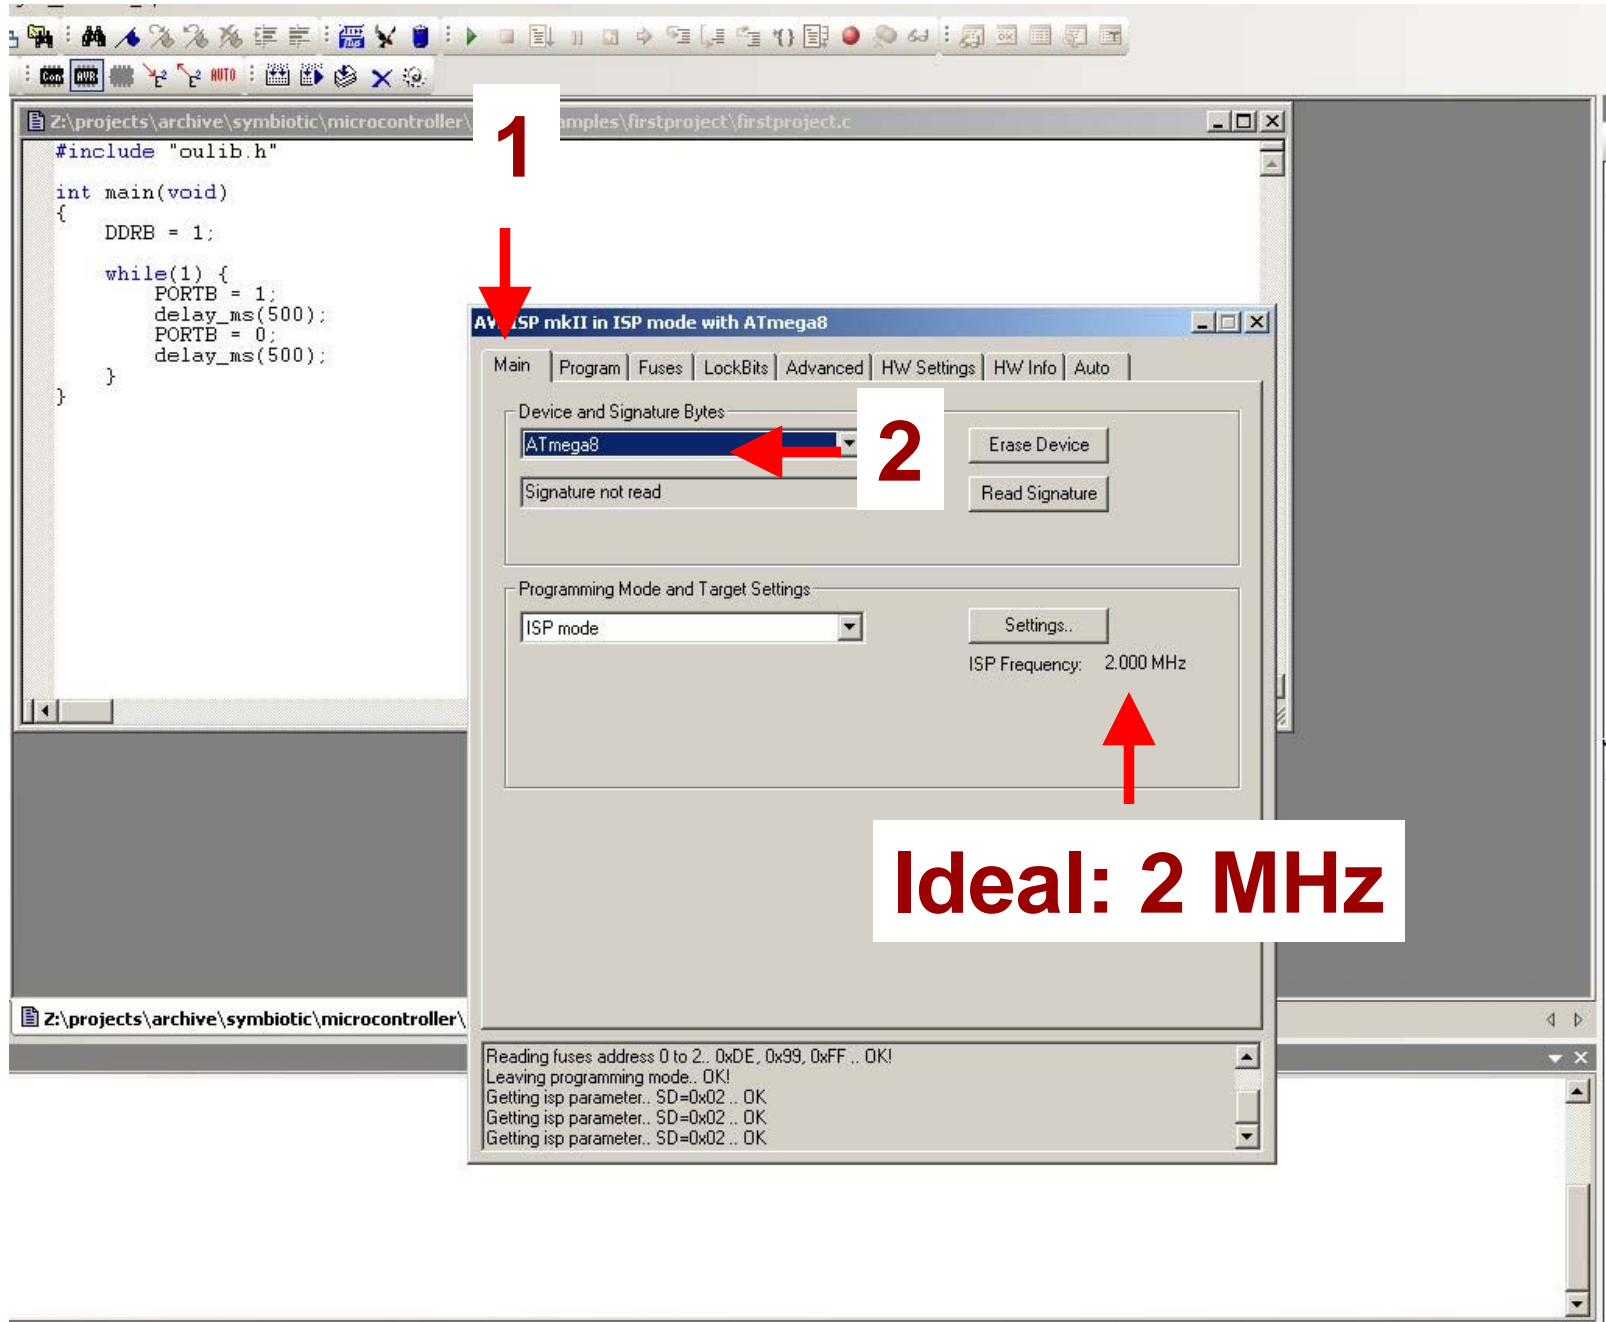 Con AVR AUTO
Z:\projects\archive\symbiotic\microcontroller\ amples\firstproject\firstproject.c
1
#include "oulib.h"
int main(void)
{
DDRB = 1;
while(1) {
PORTB = 1;
delay_ms(500);
PORTB = 0;
delay_ms(500);
}
}
ISP mkII in ISP mode with ATmega8
Main Program Fuses LockBits Advanced HW Settings HW Info Auto
Device and Signature Bytes
ATmega8
2
Erase Device
Signature not read
Read Signature
Programming Mode and Target Settings
ISP mode
Settings..
ISP Frequency: 2.000 MHz
Ideal: 2 MHz
Z:\projects\archive\symbiotic\microcontroller\
Reading fuses address 0 to 2.. 0xDE, 0x99, 0xFF .. OK!
Leaving programming mode.. OK!
Getting isp parameter.. SD=0x02 .. OK
Getting isp parameter.. SD=0x02 .. OK
Getting isp parameter.. SD=0x02 .. OK